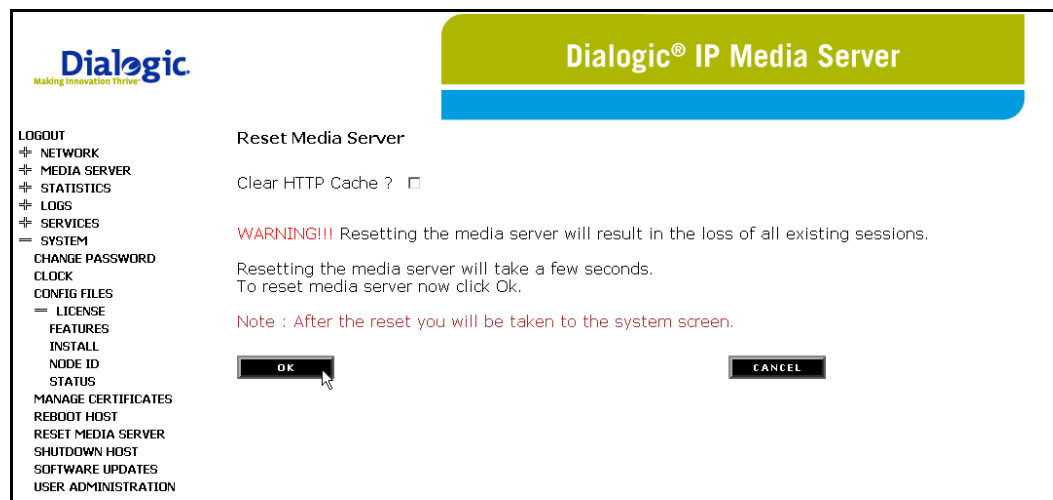 Dialogic.
Making Innovation Thrive™
Dialogic® IP Media Server
LOGOUT
NETWORK
MEDIA SERVER
STATISTICS
LOGS
SERVICES
SYSTEM
CHANGE PASSWORD
CLOCK
CONFIG FILES
LICENSE
FEATURES
INSTALL
NODE ID
STATUS
MANAGE CERTIFICATES
REBOOT HOST
RESET MEDIA SERVER
SHUTDOWN HOST
SOFTWARE UPDATES
USER ADMINISTRATION
Reset Media Server
Clear HTTP Cache ?
WARNING!!! Resetting the media server will result in the loss of all existing sessions.
Resetting the media server will take a few seconds.
To reset media server now click Ok.
Note : After the reset you will be taken to the system screen.
OK
CANCEL